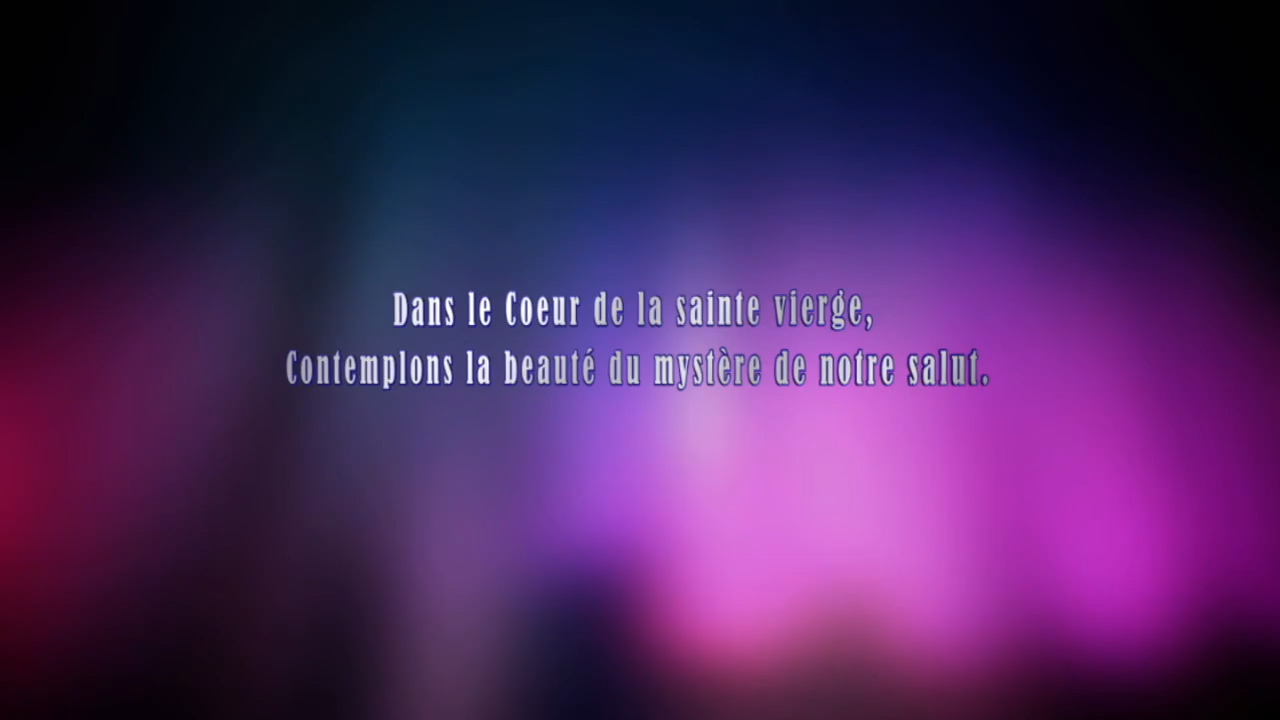 Dans le Coeur de la sainte vierge,
Contemplons la beauté du mystère de notre salut.